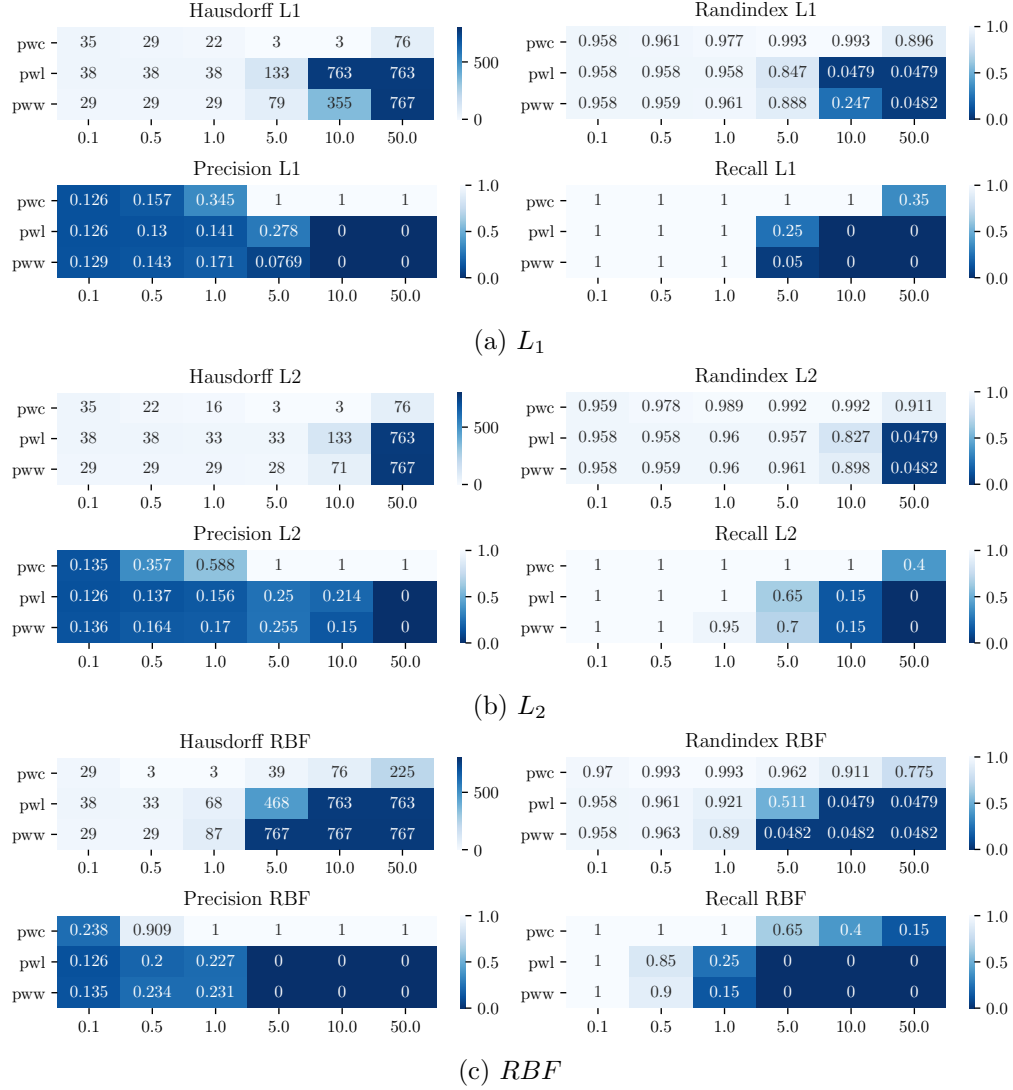 Hausdorff L1
pwc 35 29 22 3 3 76
pwl 38 38 38 133 763 763
pww 29 29 29 79 355 767
0.1 0.5 1.0 5.0 10.0 50.0
500
0
Randindex L1
pwc 0.958 0.961 0.977 0.993 0.993 0.896
pwl 0.958 0.958 0.958 0.847 0.0479 0.0479
pww 0.958 0.959 0.961 0.888 0.247 0.0482
0.1 0.5 1.0 5.0 10.0 50.0
1.0
0.5
0.0
Precision L1
pwc 0.126 0.157 0.345 1 1 1
pwl 0.126 0.13 0.141 0.278 0 0
pww 0.129 0.143 0.171 0.0769 0 0
0.1 0.5 1.0 5.0 10.0 50.0
1.0
0.5
0.0
Recall L1
pwc 1 1 1 1 1 0.35
pwl 1 1 1 0.25 0 0
pww 1 1 1 0.05 0 0
0.1 0.5 1.0 5.0 10.0 50.0
1.0
0.5
0.0
(a) L1
Hausdorff L2
pwc 35 22 16 3 3 76
pwl 38 38 33 33 133 763
pww 29 29 29 28 71 767
0.1 0.5 1.0 5.0 10.0 50.0
500
0
Randindex L2
pwc 0.959 0.978 0.989 0.992 0.992 0.911
pwl 0.958 0.958 0.96 0.957 0.827 0.0479
pww 0.958 0.959 0.96 0.961 0.898 0.0482
0.1 0.5 1.0 5.0 10.0 50.0
1.0
0.5
0.0
Precision L2
pwc 0.135 0.357 0.588 1 1 1
pwl 0.126 0.137 0.156 0.25 0.214 0
pww 0.136 0.164 0.17 0.255 0.15 0
0.1 0.5 1.0 5.0 10.0 50.0
1.0
0.5
0.0
Recall L2
pwc 1 1 1 1 1 0.4
pwl 1 1 1 0.65 0.15 0
pww 1 1 0.95 0.7 0.15 0
0.1 0.5 1.0 5.0 10.0 50.0
1.0
0.5
0.0
(b) L2
Hausdorff RBF
pwc 29 3 3 39 76 225
pwl 38 33 68 468 763 763
pww 29 29 87 767 767 767
0.1 0.5 1.0 5.0 10.0 50.0
500
0
Randindex RBF
pwc 0.97 0.993 0.993 0.962 0.911 0.775
pwl 0.958 0.961 0.921 0.511 0.0479 0.0479
pww 0.958 0.963 0.89 0.0482 0.0482 0.0482
0.1 0.5 1.0 5.0 10.0 50.0
1.0
0.5
0.0
Precision RBF
pwc 0.238 0.909 1 1 1 1
pwl 0.126 0.2 0.227 0 0 0
pww 0.135 0.234 0.231 0 0 0
0.1 0.5 1.0 5.0 10.0 50.0
1.0
0.5
0.0
Recall RBF
pwc 1 1 1 0.65 0.4 0.15
pwl 1 0.85 0.25 0 0 0
pww 1 0.9 0.15 0 0 0
0.1 0.5 1.0 5.0 10.0 50.0
1.0
0.5
0.0
(c) RBF